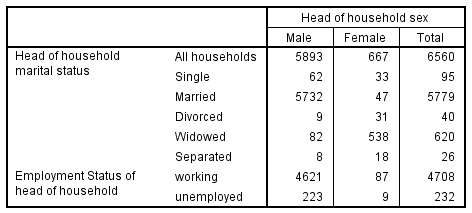 Head of household sex
Male Female Total
Head of household marital status All households 5893 667 6560
Single 62 33 95
Married 5732 47 5779
Divorced 9 31 40
Widowed 82 538 620
Separated 8 18 26
Employment Status of head of household working 4621 87 4708
unemployed 223 9 232